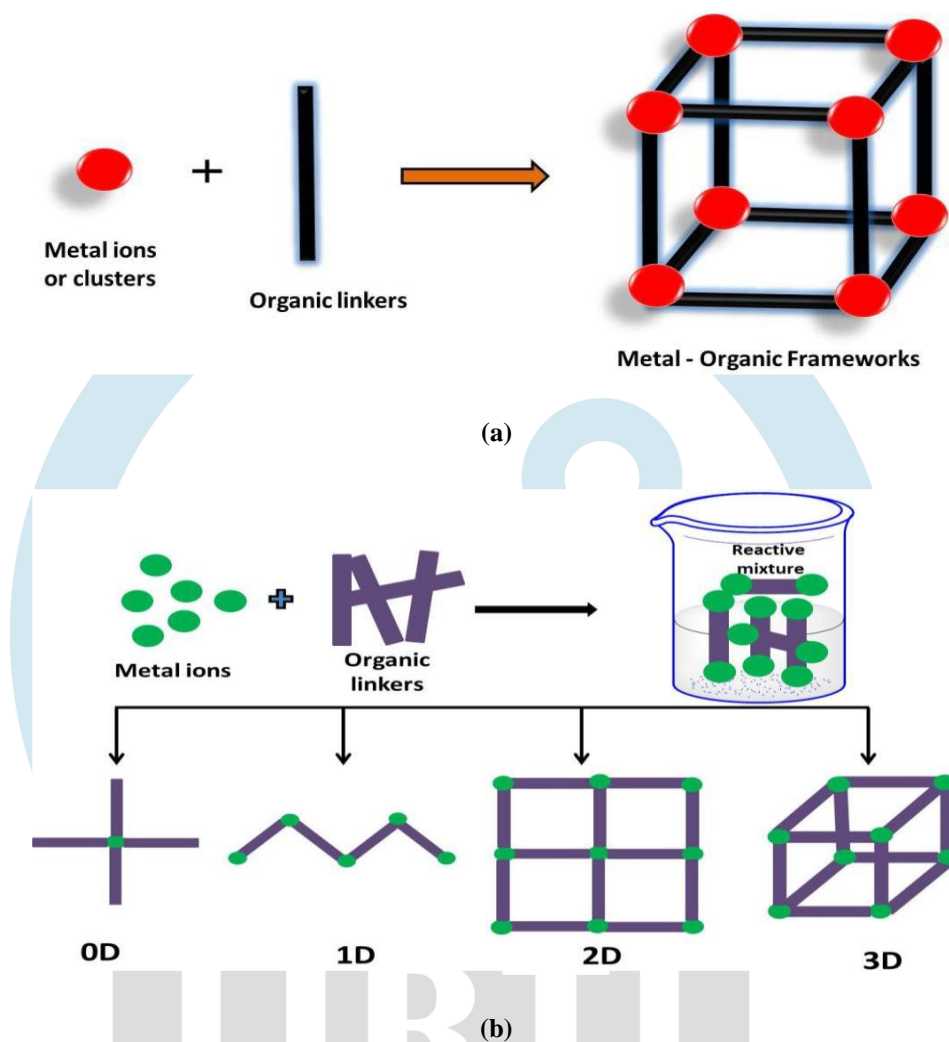 +
Metal ions
or clusters
Organic linkers
Metal - Organic Frameworks
(a)
Reactive
mixture
+
Metal ions
Organic
linkers
0D
1D
2D
3D
(b)